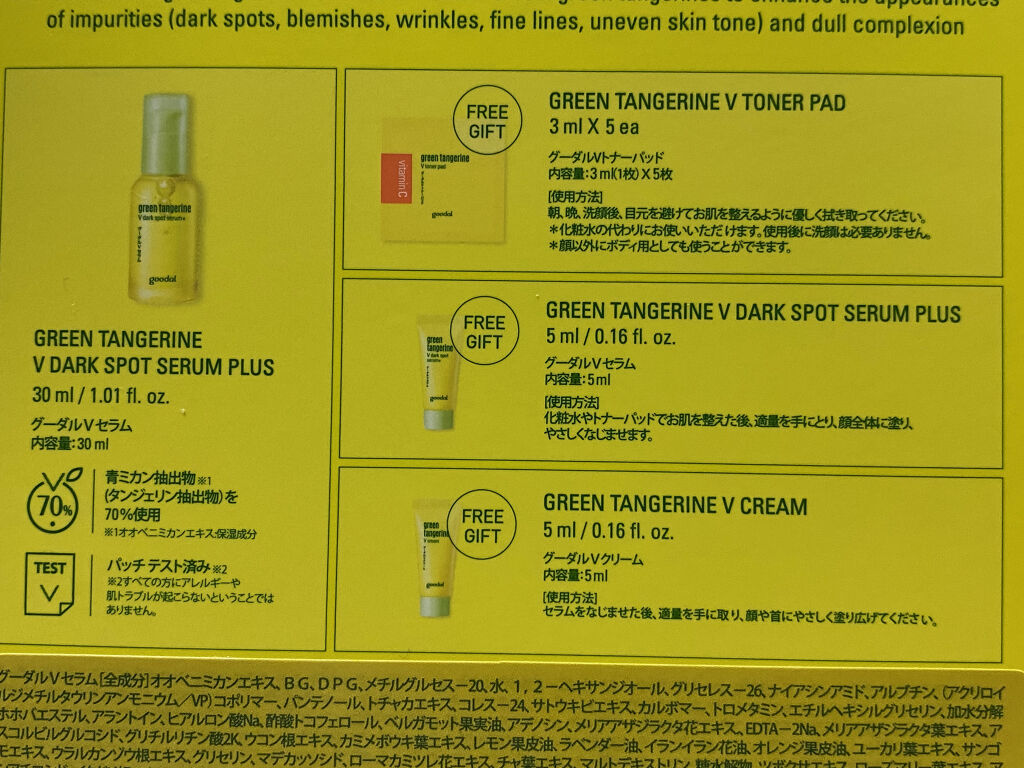 of impurities (dark spots, blemishes, wrinkles, fine lines, uneven skin tone) and dull complexion
green tangerine
V dark spot serum+
グーダルVセラム
goodal
GREEN TANGERINE
V DARK SPOT SERUM PLUS
30 ml / 1.01 fl. oz.
グーダルVセラム
内容量:30 ml
70%
青ミカン抽出物 ※1
(タンジェリン抽出物)を
70%使用
※1オオベニミカンエキス:保湿成分
TEST
パッチ テスト済み ※2
※2すべての方にアレルギーや
肌トラブルが起こらないということでは
ありません。
FREE
GIFT
vitamin C
green tangerine
V toner pad
goodal
GREEN TANGERINE V TONER PAD
3 ml X 5 ea
グーダルVトナーパッド
内容量:3 ml(1枚) X 5枚
[使用方法]
朝、晩、洗顔後、目元を避けてお肌を整えるように優しく拭き取ってください。
*化粧水の代わりにお使いいただけます。使用後に洗顔は必要ありません。
*顔以外にボディ用としても使うことができます。
FREE
GIFT
green
tangerine
V dark spot
goodal
GREEN TANGERINE V DARK SPOT SERUM PLUS
5 ml / 0.16 fl. oz.
グーダルVセラム
内容量:5ml
[使用方法]
化粧水やトナーパッドでお肌を整えた後、適量を手にとり、顔全体に塗り、
やさしくなじませます。
FREE
GIFT
green
tangerine
V cream
goodal
GREEN TANGERINE V CREAM
5 ml / 0.16 fl. oz.
グーダルVクリーム
内容量:5ml
[使用方法]
セラムをなじませた後、適量を手に取り、顔や首にやさしく塗り広げてください。
グーダルVセラム[全成分]オオベニミカンエキス、BG、DPG、メチルグルセス-20、水、1,2-ヘキサンジオール、グリセレス-26、ナイアシンアミド、アルブチン、(アクリロイ
ルジメチルタウリンアンモニウム/VP)コポリマー、パンテノール、トチャカエキス、コレス-24、サトウキビエキス、カルボマー、トロメタミン、エチルヘキシルグリセリン、加水分解
ホホバエステル、アラントイン、ヒアルロン酸Na、酢酸トコフェロール、ベルガモット果実油、アデノシン、メリアアザジラクタ花エキス、EDTA-2Na、メリアアザジラクタ葉エキス、ア
スコルビルグルコシド、グリチルリチン酸2K、ウコン根エキス、カミメボウキ葉エキス、レモン果皮油、ラベンダー油、イランイラン花油、オレンジ果皮油、ユーカリ葉エキス、サンゴ
モエキス、ウラルカンゾウ根エキス、グリセリン、マデカッソシド、ローマカミツレ花エキス、チャ葉エキス、マルトデキストリン、糖水解物、ツボクサエキス、ローズマリー葉エキス、ア